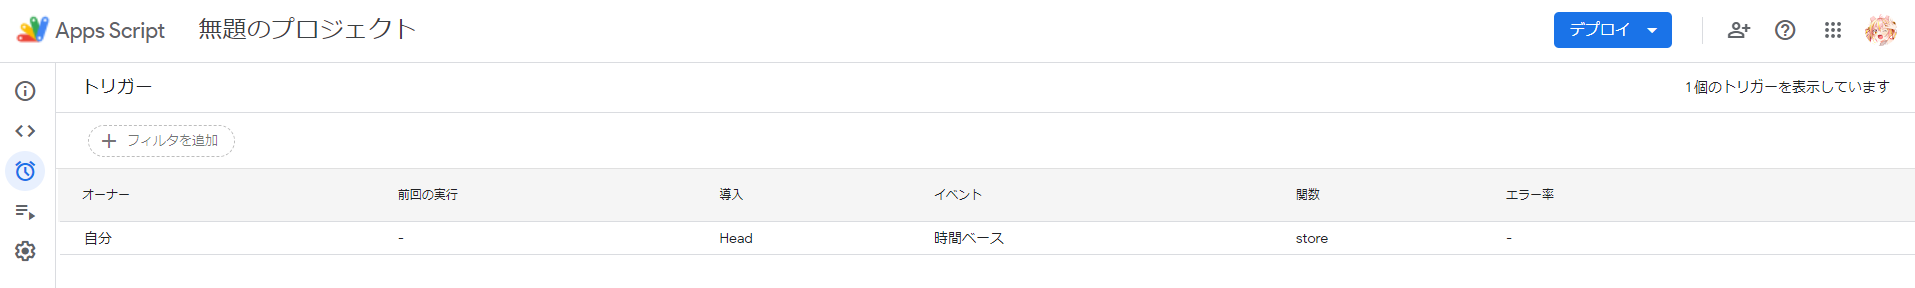 Apps Script 無題のプロジェクト デプロイ
トリガー 1個のトリガーを表示しています
フィルタを追加
オーナー 前回の実行 導入 イベント 関数 エラー率
自分 - Head 時間ベース store -